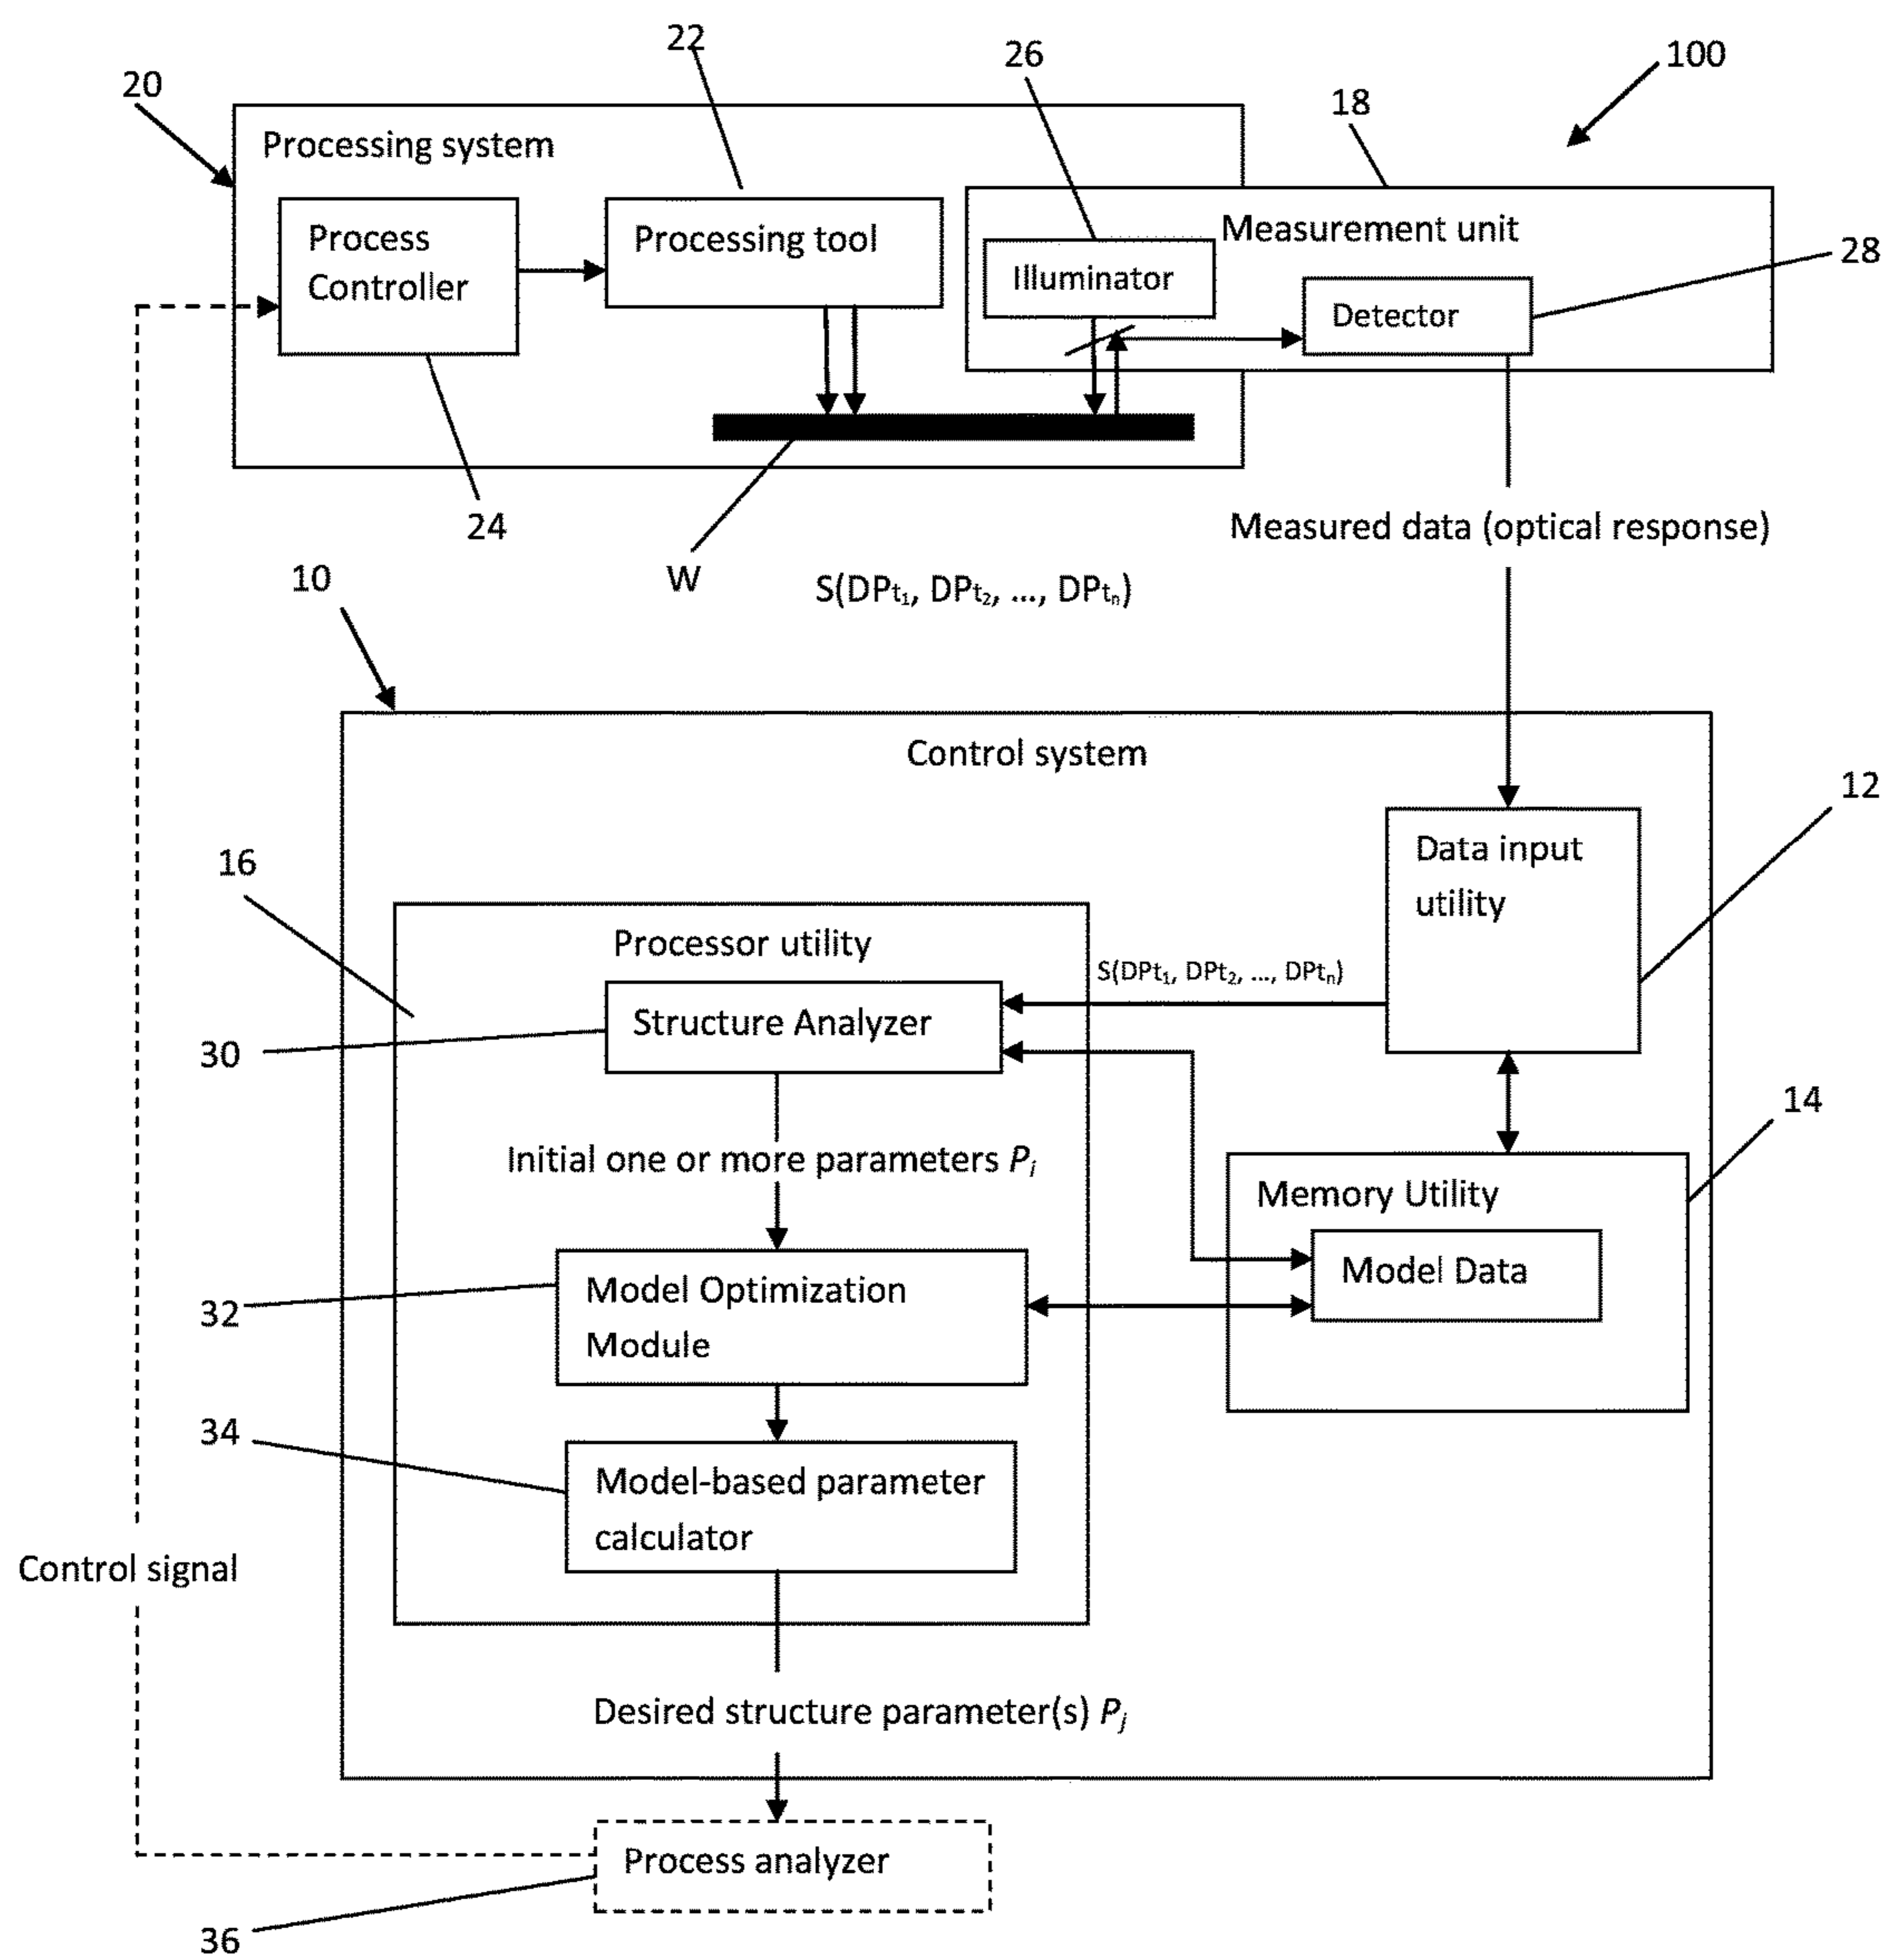 22
26
100
20
18
Processing system
Measurement unit
Process
Controller
Processing tool
Illuminator
28
Detector
24
Measured data (optical response)
W
S(DPt₁, DPt₂, ..., DPtₙ)
10
Control system
12
Data input
utility
16
Processor utility
S(DPt₁, DPt₂, ..., DPtₙ)
Structure Analyzer
30
14
Initial one or more parameters Pᵢ
Memory Utility
Model Data
Model Optimization
Module
32
34
Model-based parameter
calculator
Control signal
Desired structure parameter(s) Pⱼ
Process analyzer
36